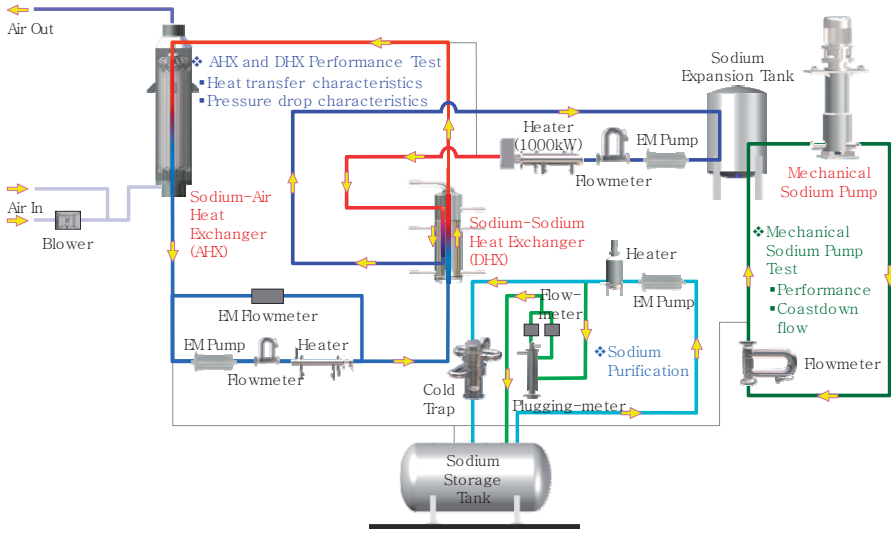 Air Out
❖ AHX and DHX Performance Test
▪ Heat transfer characteristics
▪ Pressure drop characteristics
Sodium
Expansion Tank
Heater
(1000kW)
EM Pump
Flowmeter
Mechanical
Sodium Pump
Air In
Blower
Sodium-Air
Heat
Exchanger
(AHX)
Sodium-Sodium
Heat Exchanger
(DHX)
❖ Mechanical
Sodium Pump
Test
▪ Performance
▪ Coastdown
flow
Heater
EM Pump
Flow-
meter
EM Flowmeter
EM Pump
Heater
Flowmeter
❖ Sodium
Purification
Flowmeter
Cold
Trap
Plugging-meter
Sodium
Storage
Tank